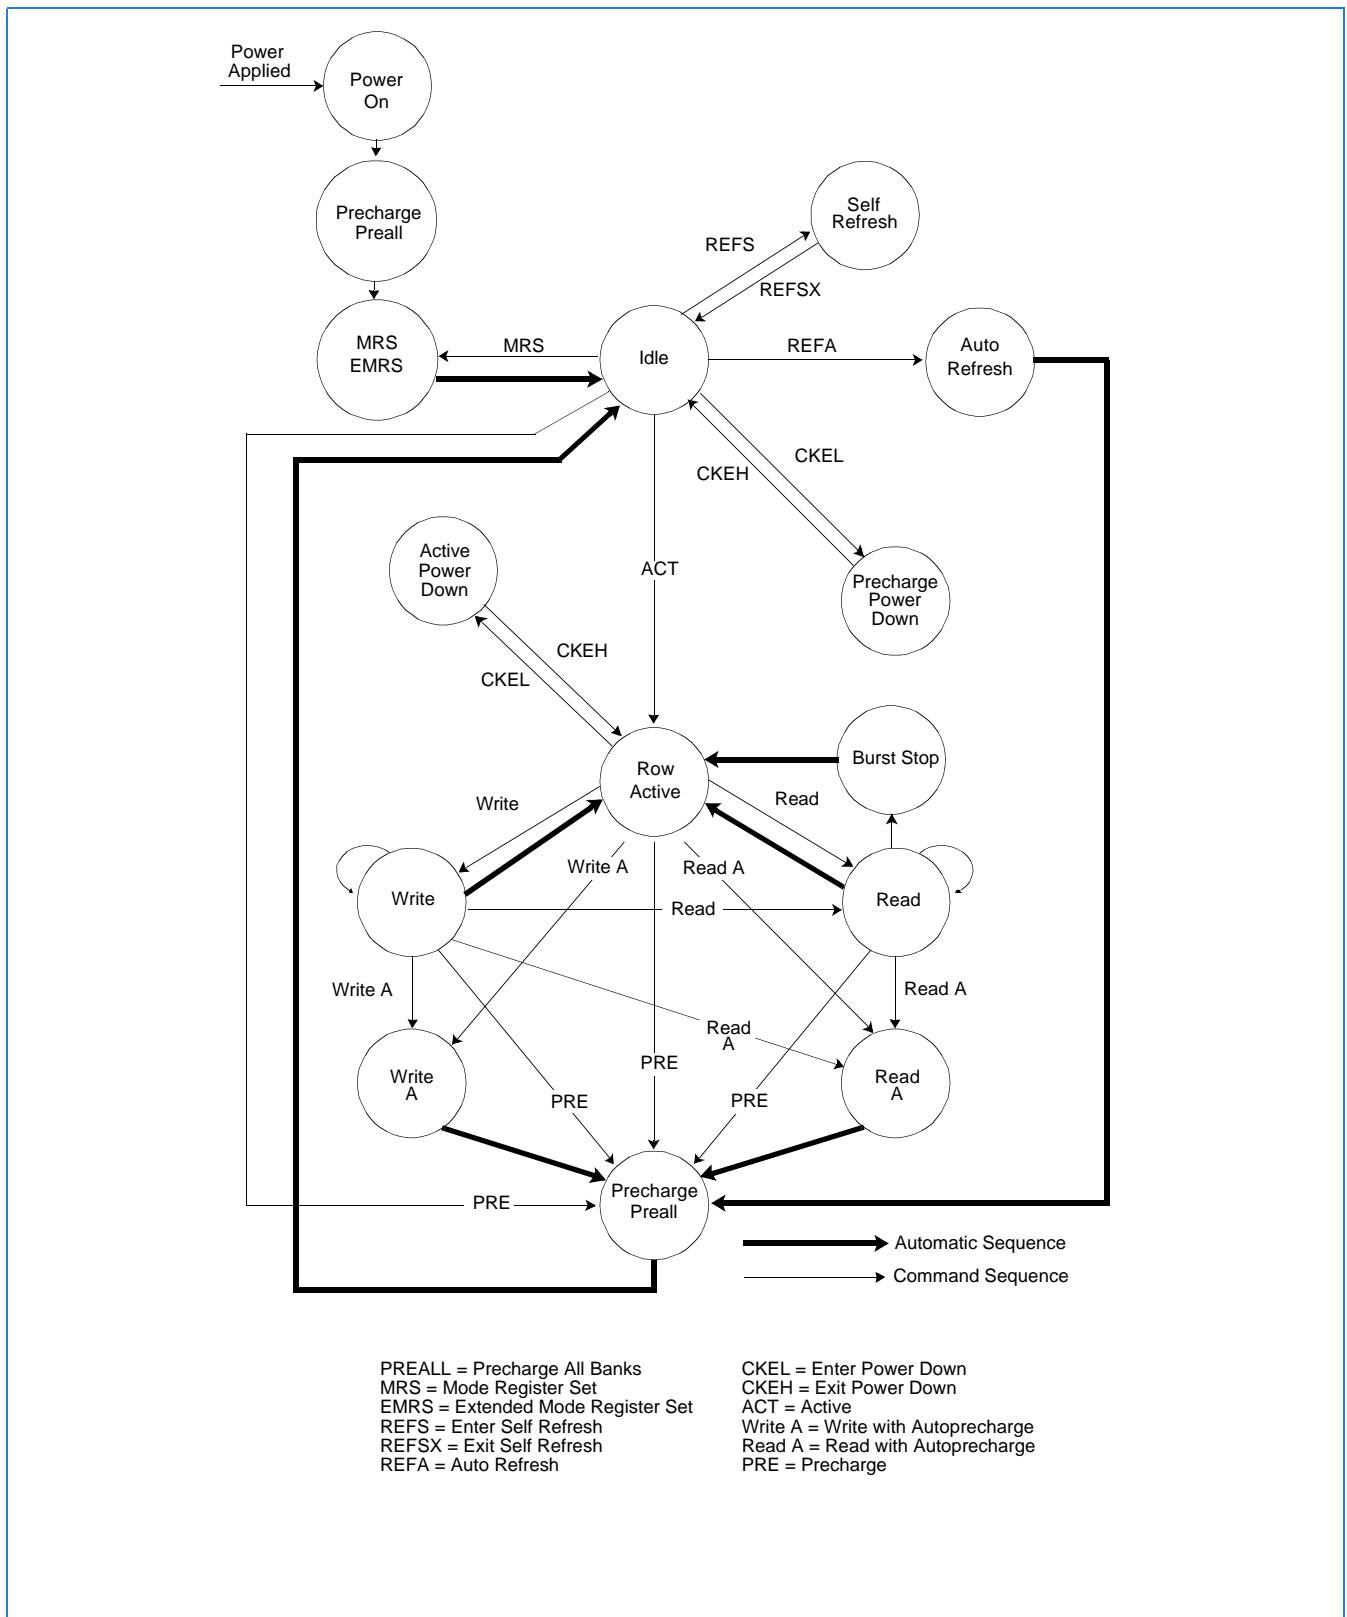 Power
Applied
Power
On
Precharge
Preall
Self
Refresh
REFS
REFSX
MRS
EMRS
MRS
Idle
REFA
Auto
Refresh
CKEL
CKEH
Active
Power
Down
ACT
Precharge
Power
Down
CKEH
CKEL
Burst Stop
Row
Active
Write
Read
Write A
Read A
Write
Read
Read
Write A
Read A
Read
A
PRE
Write
A
Read
A
PRE
PRE
Precharge
Preall
PRE
Automatic Sequence
Command Sequence
PREALL = Precharge All Banks
MRS = Mode Register Set
EMRS = Extended Mode Register Set
REFS = Enter Self Refresh
REFSX = Exit Self Refresh
REFA = Auto Refresh
CKEL = Enter Power Down
CKEH = Exit Power Down
ACT = Active
Write A = Write with Autoprecharge
Read A = Read with Autoprecharge
PRE = Precharge